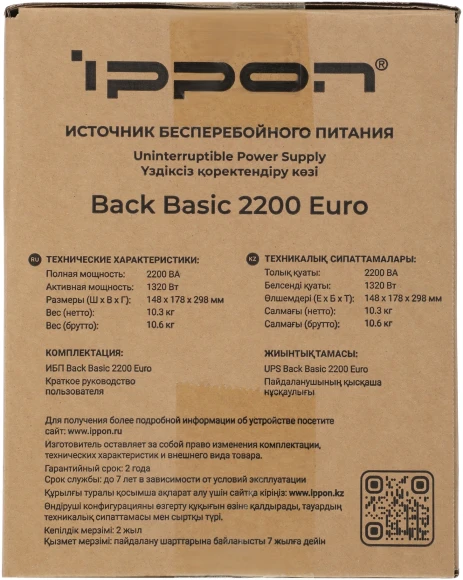 ippon®
ИСТОЧНИК БЕСПЕРЕБОЙНОГО ПИТАНИЯ
Uninterruptible Power Supply
Үздіксіз қоректендіру көзі
Back Basic 2200 Euro
RU ТЕХНИЧЕСКИЕ ХАРАКТЕРИСТИКИ:
Полная мощность: 2200 ВА
Активная мощность: 1320 Вт
Размеры (Ш х В х Г): 148 х 178 х 298 мм
Вес (нетто): 10.3 кг
Вес (брутто): 10.6 кг
КОМПЛЕКТАЦИЯ:
ИБП Back Basic 2200 Euro
Краткое руководство
пользователя
KZ ТЕХНИКАЛЫҚ СИПАТТАМАЛАРЫ:
Толық қуаты: 2200 ВА
Белсенді қуаты: 1320 Вт
Өлшемдері (Е х Б х Т): 148 х 178 х 298 мм
Салмағы (нетто): 10.3 кг
Салмағы (брутто): 10.6 кг
ЖИЫНТЫҚТАМАСЫ:
UPS Back Basic 2200 Euro
Пайдаланушының қысқаша
нұсқаулығы
Для получения более подробной информации об устройстве посетите
сайт: www.ippon.ru
Изготовитель оставляет за собой право изменения комплектации,
технических характеристик и внешнего вида товара.
Гарантийный срок: 2 года
Срок службы: до 7 лет в зависимости от условий эксплуатации
Құрылғы туралы қосымша ақпарат алу үшін сайтқа кіріңіз: www.ippon.kz
Өндіруші конфигурацияны өзгерту құқығын өзіне қалдырады, тауардың
техникалық сипаттамасы мен сыртқы түрі.
Кепілдік мерзімі: 2 жыл
Қызмет мерзімі: пайдалану шарттарына байланысты 7 жылға дейін